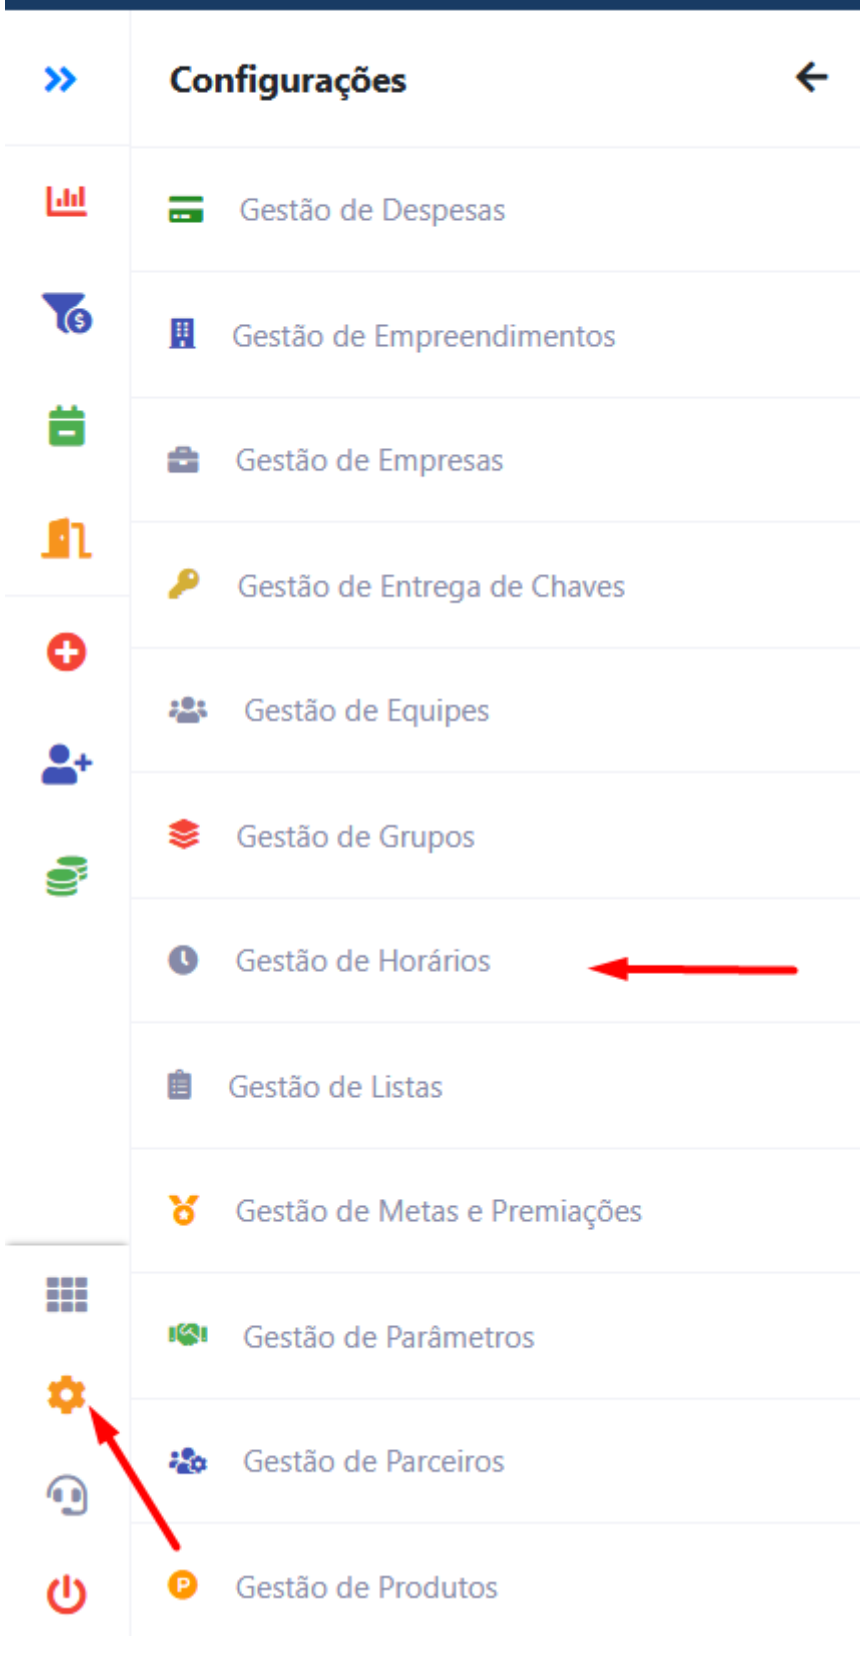 Configurações
Gestão de Despesas
Gestão de Empreendimentos
Gestão de Empresas
Gestão de Entrega de Chaves
Gestão de Equipes
Gestão de Grupos
Gestão de Horários
Gestão de Listas
Gestão de Metas e Premiações
Gestão de Parâmetros
Gestão de Parceiros
Gestão de Produtos